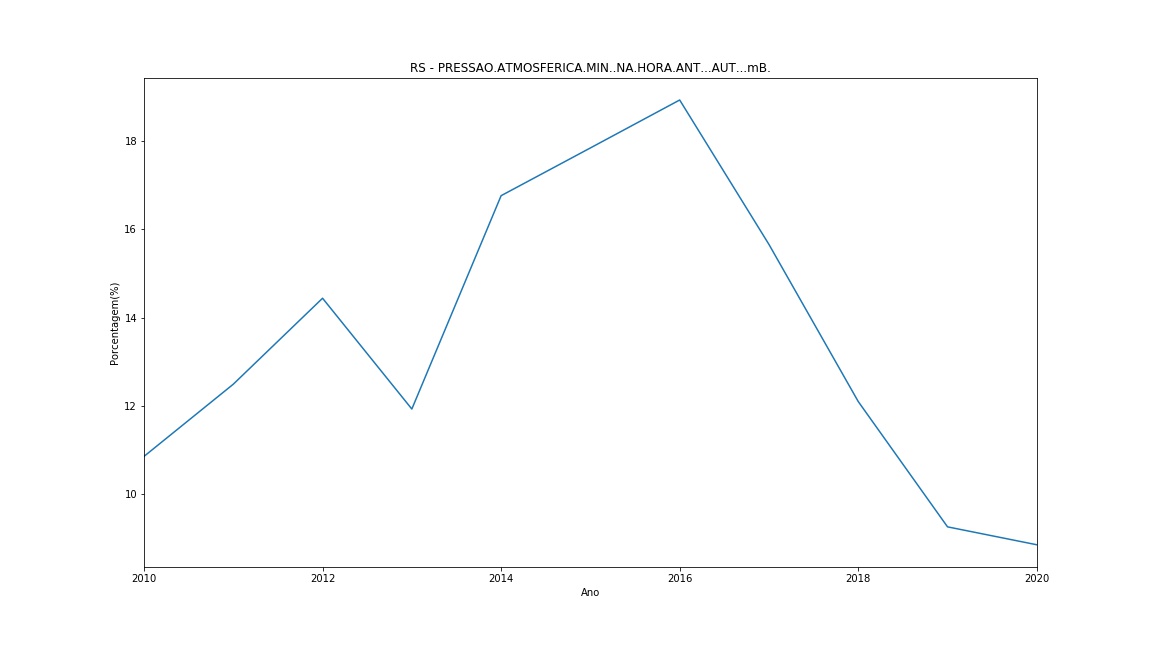 RS - PRESSAO.ATMOSFERICA.MIN..NA.HORA.ANT...AUT...mB.
18
16
14
12
10
Porcentagem(%)
2010 2012 2014 2016 2018 2020
Ano